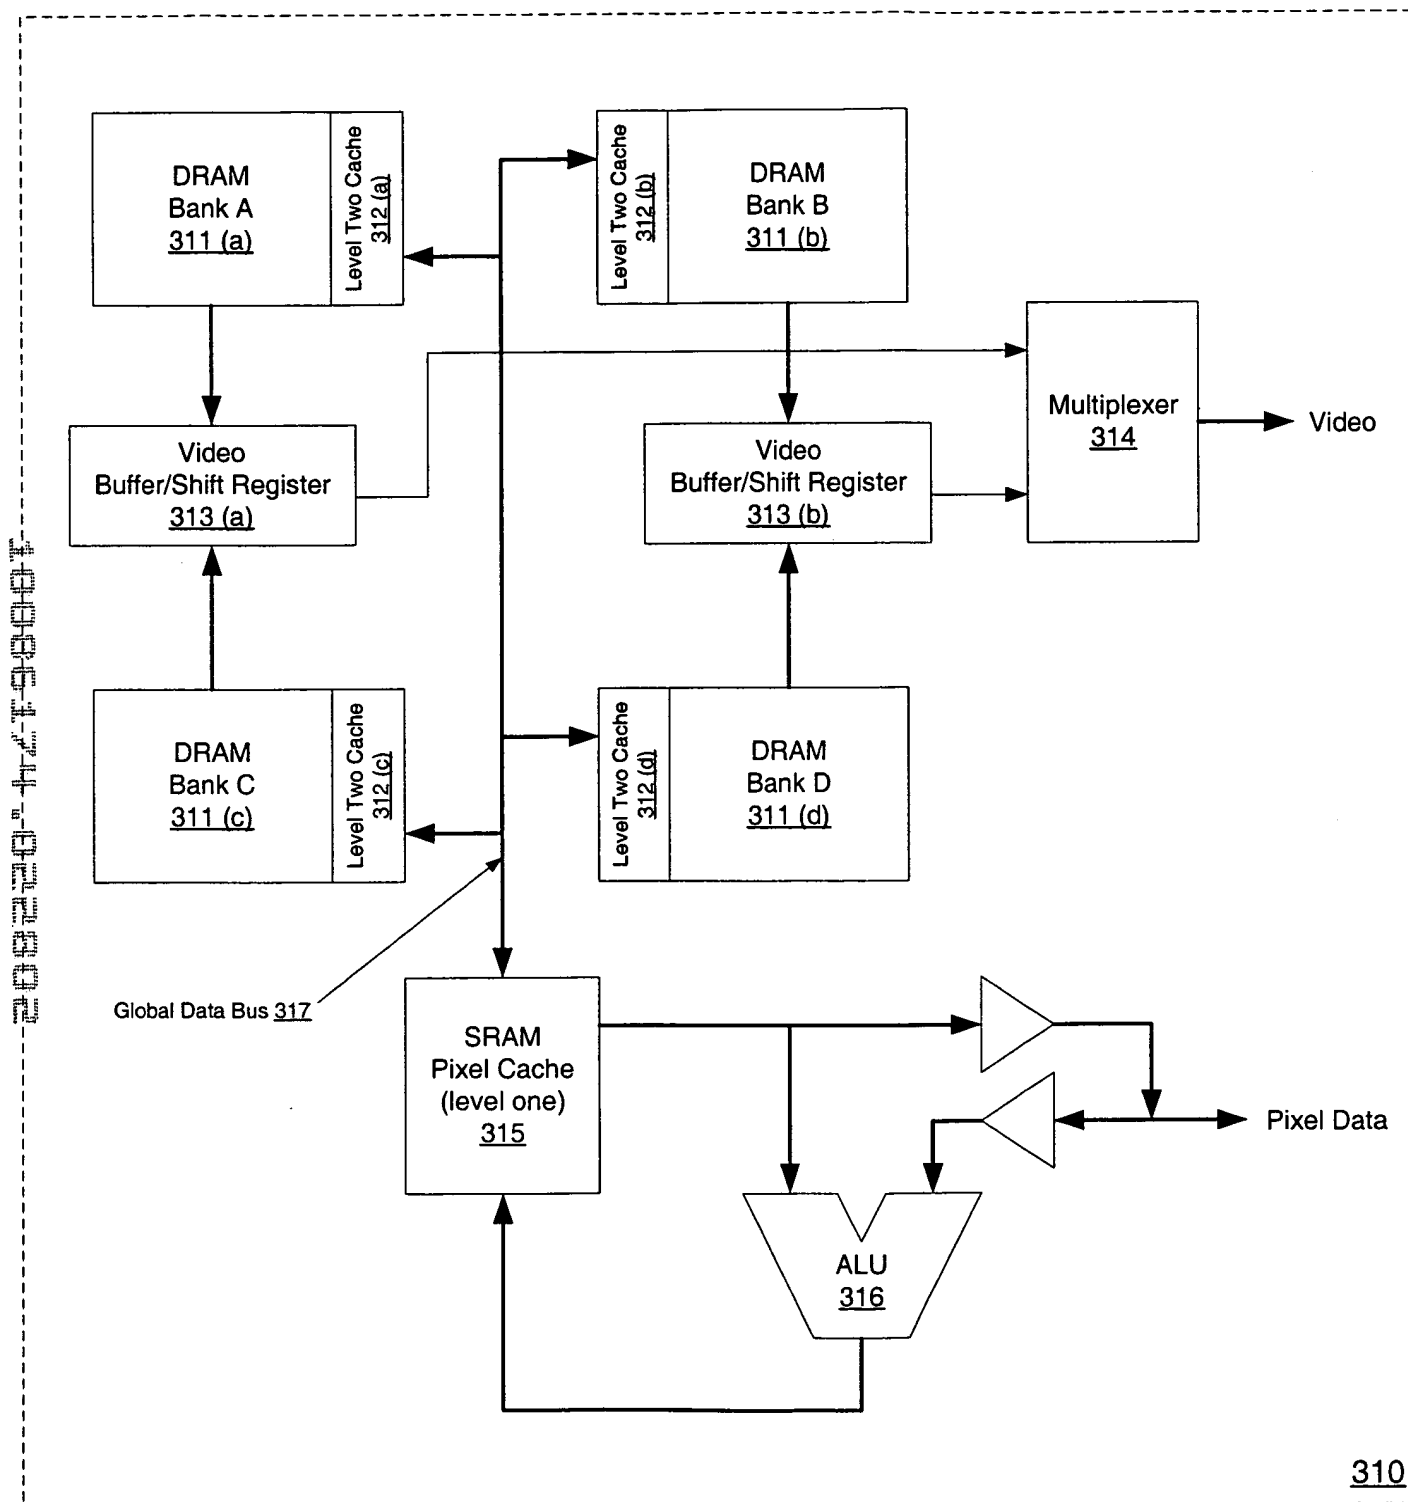 DRAM
Bank A
311 (a)
Level Two Cache
312 (a)
Level Two Cache
312 (b)
DRAM
Bank B
311 (b)
Video
Buffer/Shift Register
313 (a)
Video
Buffer/Shift Register
313 (b)
Multiplexer
314
Video
DRAM
Bank C
311 (c)
Level Two Cache
312 (c)
Level Two Cache
312 (d)
DRAM
Bank D
311 (d)
Global Data Bus 317
SRAM
Pixel Cache
(level one)
315
Pixel Data
ALU
316
310